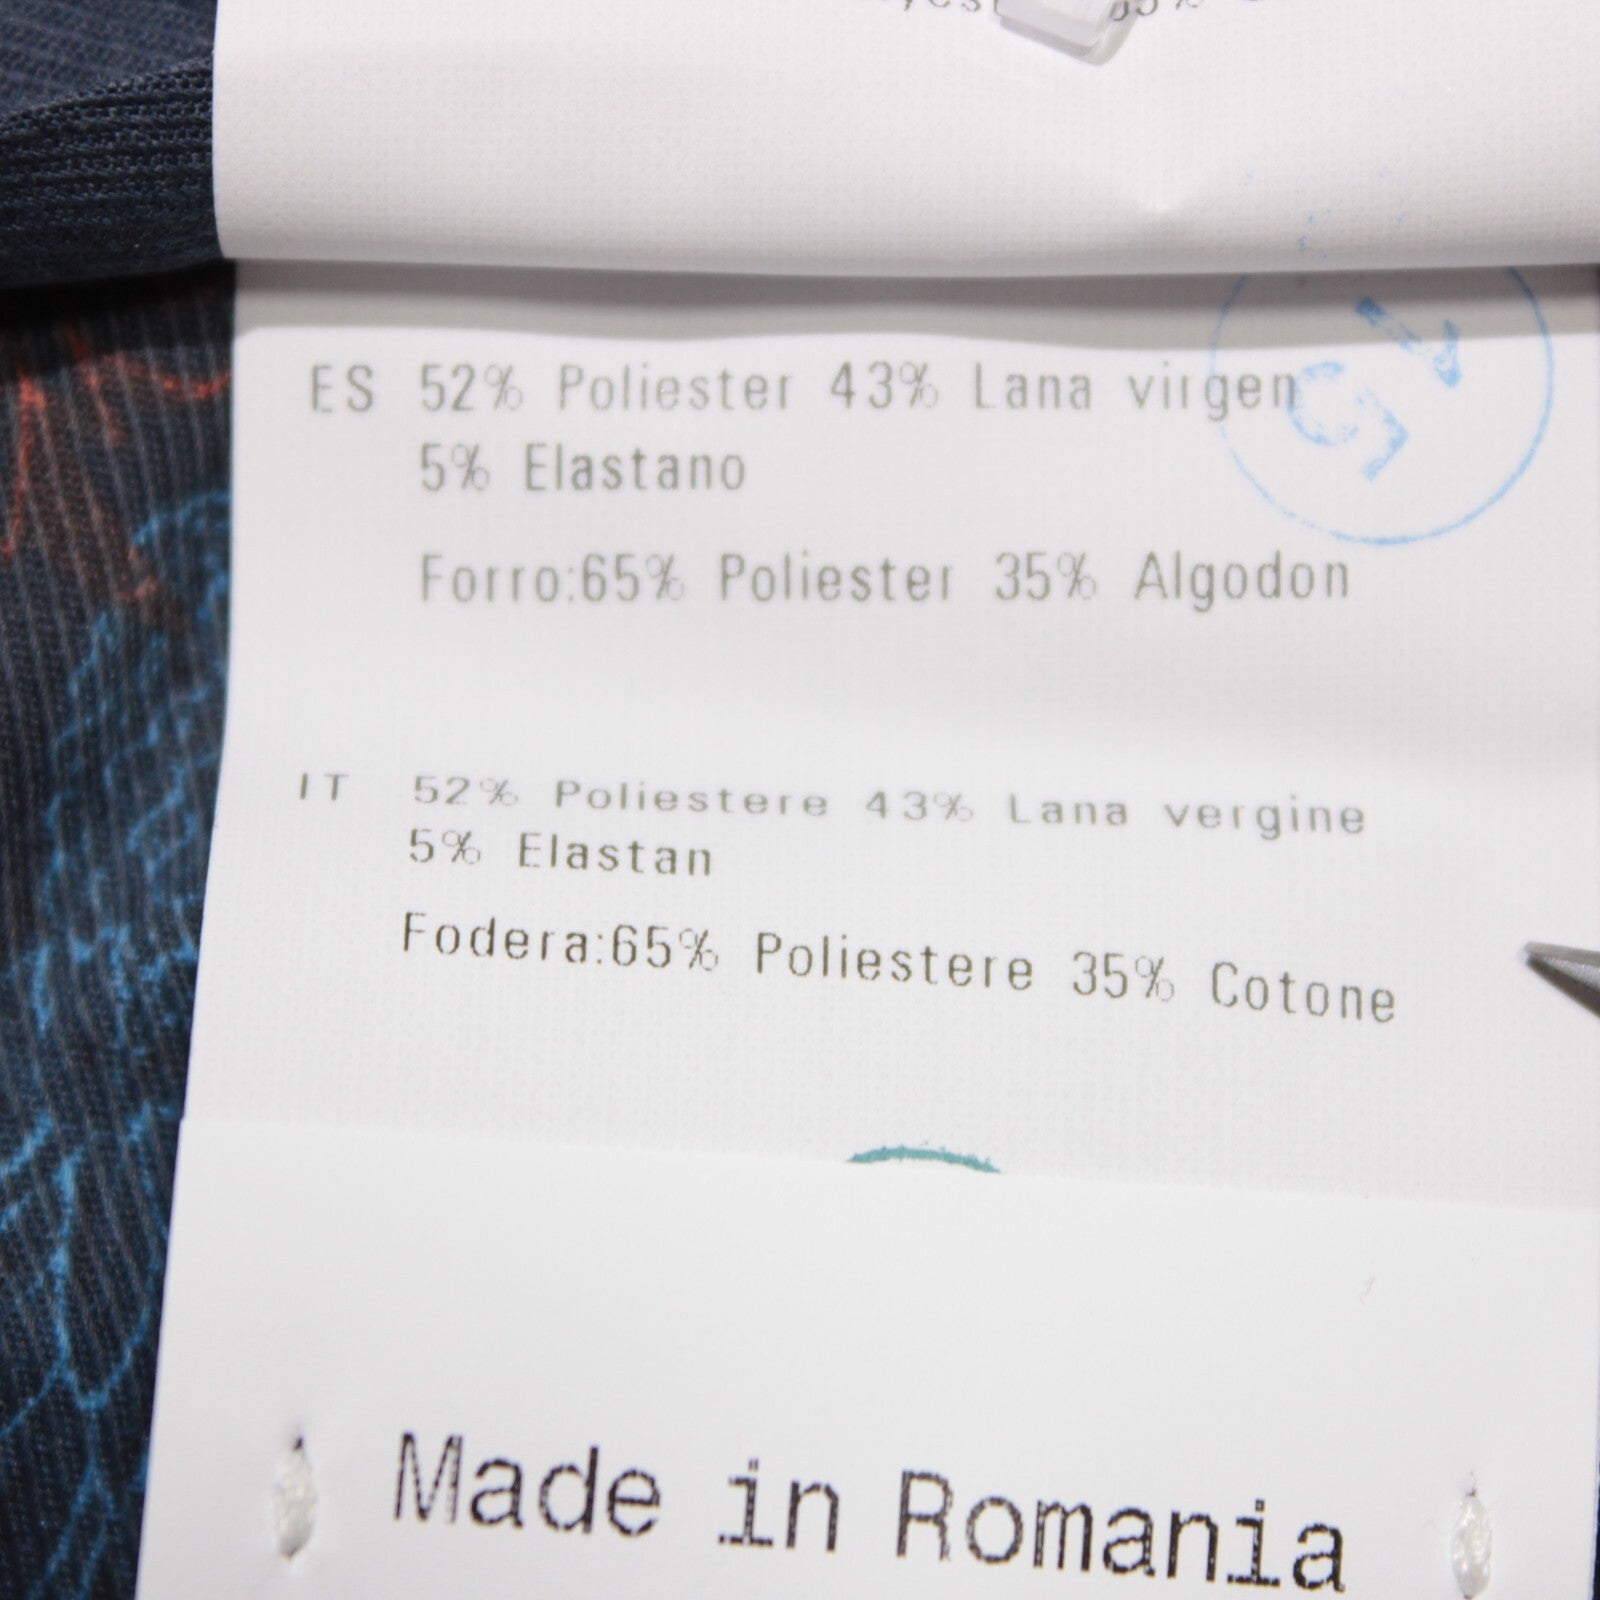 ES 52% Poliester 43% Lana virgen
5% Elastano
Forro:65% Poliester 35% Algodon
IT 52% Poliestere 43% Lana vergine
5% Elastan
Fodera:65% Poliestere 35% Cotone
Made in Romania